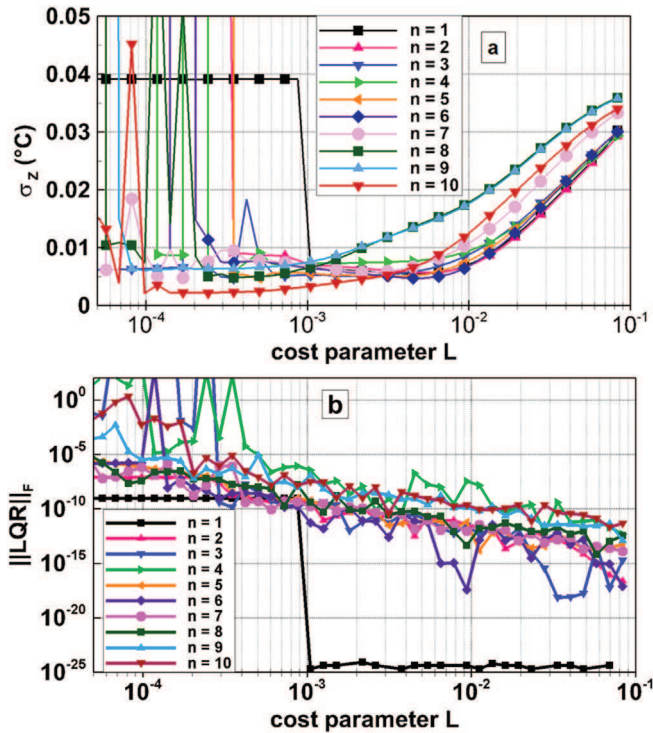 0.05
0.04
0.03
0.02
0.01
0
σz (°C)
a
n = 1
n = 2
n = 3
n = 4
n = 5
n = 6
n = 7
n = 8
n = 9
n = 10
10-4
10-3
10-2
10-1
cost parameter L
b
||LQR||F
100
10-5
10-10
10-15
10-20
10-25
n = 1
n = 2
n = 3
n = 4
n = 5
n = 6
n = 7
n = 8
n = 9
n = 10
10-4
10-3
10-2
10-1
cost parameter L